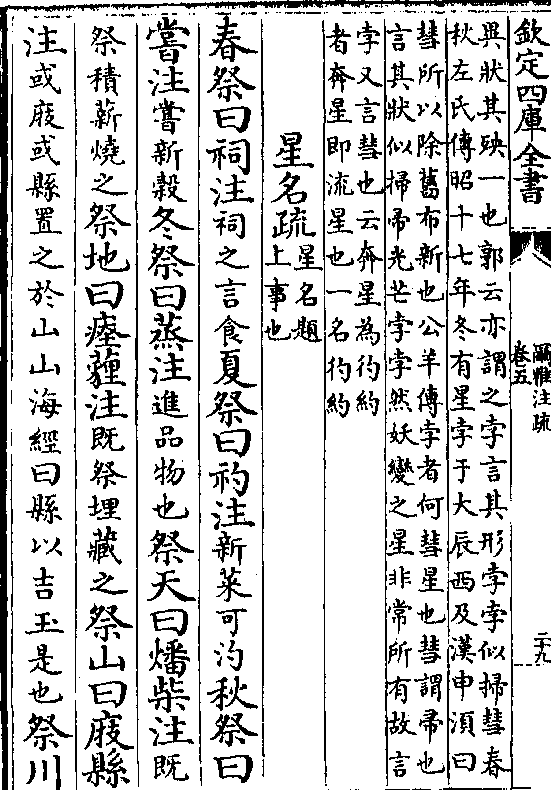 欽定四庫全書
爾雅注疏
卷五
二十九
異狀其殃一也郭云亦謂之孛言其形孛孛似掃彗春
秋左氏傳昭十七年冬有星孛于大辰西及漢申須曰
彗所以除舊布新也公羊傳孛者何彗星也彗謂帚也
言其狀似掃帚光芒孛孛然妖變之星非常所有故言
孛又言彗也云奔星為彴約
者奔星即流星也一名彴約
星名疏星名題
上事也
春祭曰祠注祠之言食夏祭曰礿注新菜可汋秋祭曰
嘗注嘗新穀冬祭曰蒸注進品物也祭天曰燔柴注既
祭積薪燒之祭地曰瘞薶注既祭埋藏之祭山曰庪縣
注或庪或縣置之於山山海經曰縣以吉玉是也祭川